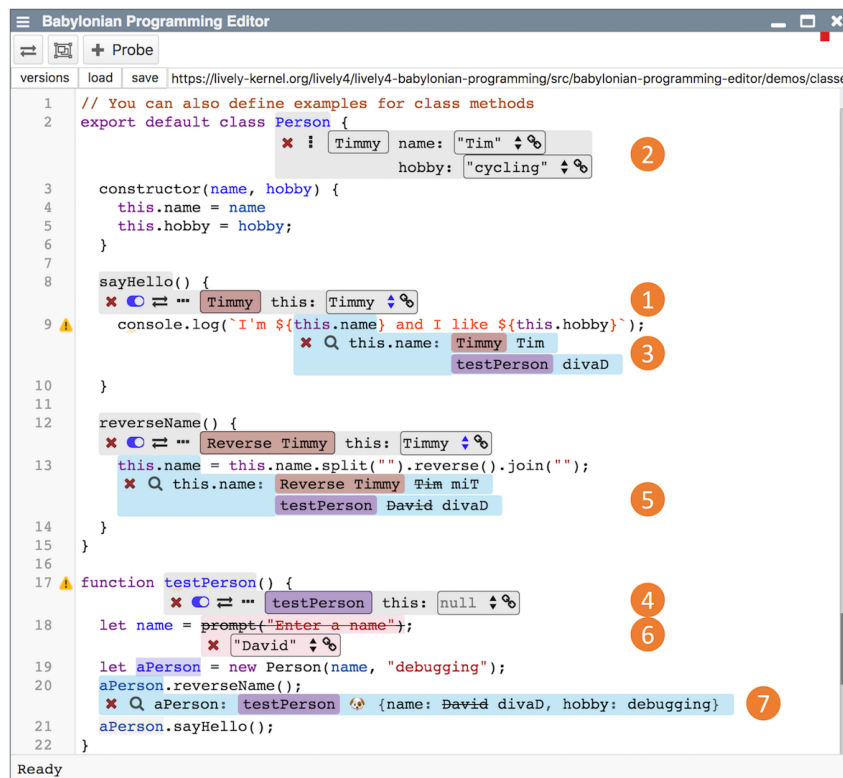 Babylonian Programming Editor
+ Probe
versions load save https://lively-kernel.org/lively4/lively4-babylonian-programming/src/babylonian-programming-editor/demos/classe
1 // You can also define examples for class methods
2 export default class Person {
Timmy name: "Tim" 2
hobby: "cycling"
3 constructor(name, hobby) {
4 this.name = name
5 this.hobby = hobby;
6 }
7
8 sayHello() {
Timmy this: Timmy 1
9 console.log(`I'm ${this.name} and I like ${this.hobby}`);
this.name: Timmy Tim 3
testPerson divaD
10 }
11
12 reverseName() {
Reverse Timmy this: Timmy
13 this.name = this.name.split("").reverse().join("");
this.name: Reverse Timmy Tim miT 5
testPerson David divaD
14 }
15 }
16
17 function testPerson() {
testPerson this: null 4
18 let name = prompt("Enter a name"); 6
"David"
19 let aPerson = new Person(name, "debugging");
20 aPerson.reverseName();
aPerson: testPerson {name: David divaD, hobby: debugging} 7
21 aPerson.sayHello();
22 }
Ready